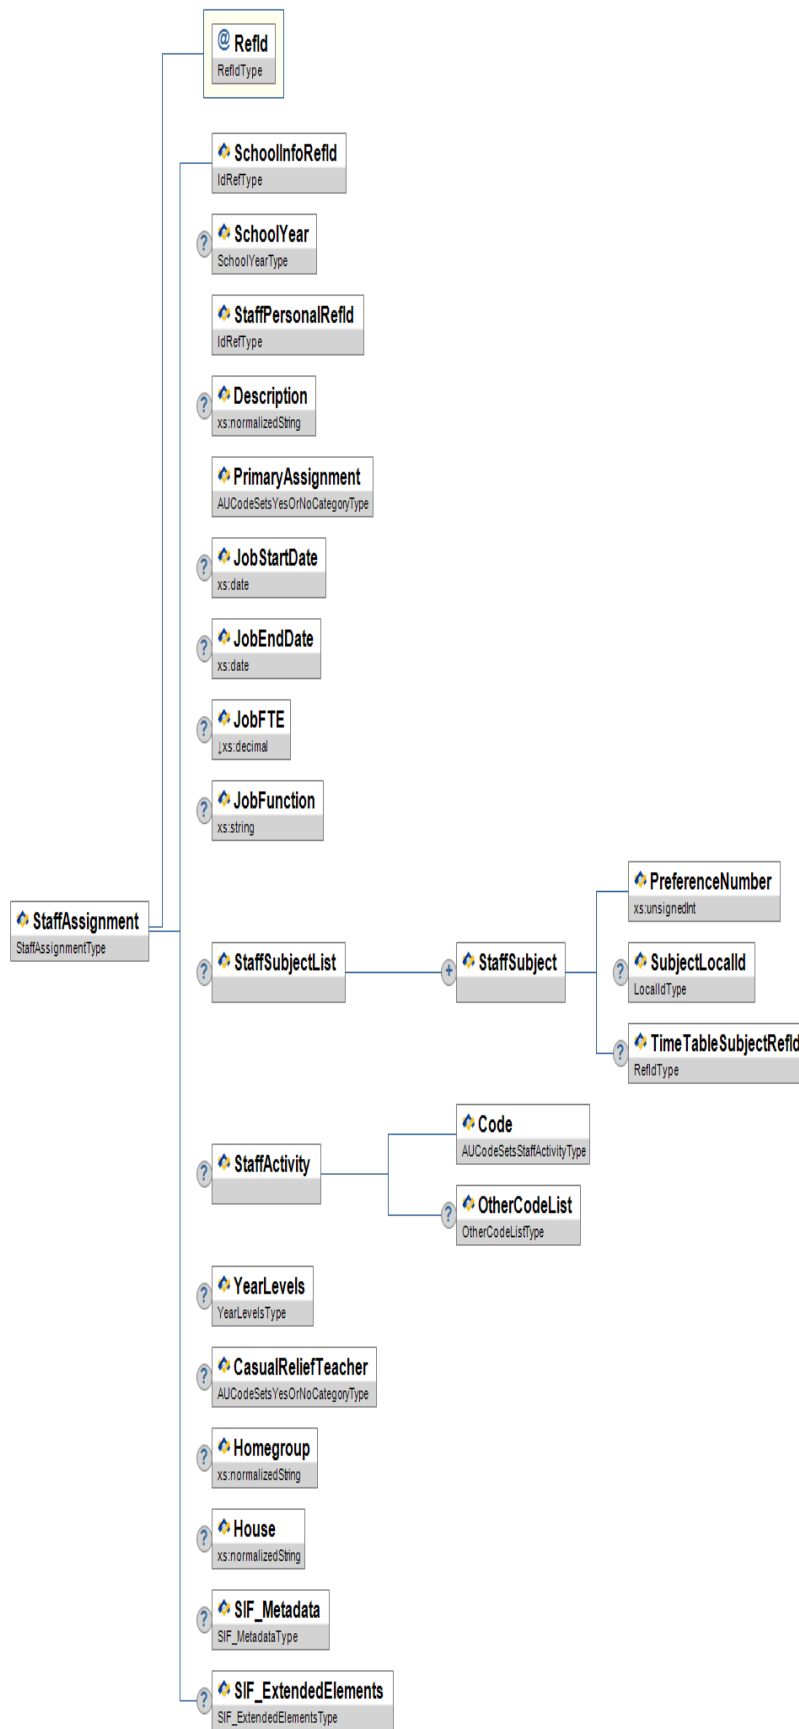 @ RefId
RefIdType
SchoolInfoRefId
IdRefType
?
SchoolYear
SchoolYearType
StaffPersonalRefId
IdRefType
?
Description
xs:normalizedString
PrimaryAssignment
AUCodeSetsYesOrNoCategoryType
?
JobStartDate
xs:date
?
JobEndDate
xs:date
?
JobFTE
↓xs:decimal
?
JobFunction
xs:string
StaffAssignment
StaffAssignmentType
?
StaffSubjectList
+
StaffSubject
PreferenceNumber
xs:unsignedInt
?
SubjectLocalId
LocalIdType
?
TimeTableSubjectRefId
RefIdType
?
StaffActivity
Code
AUCodeSetsStaffActivityType
?
OtherCodeList
OtherCodeListType
?
YearLevels
YearLevelsType
?
CasualReliefTeacher
AUCodeSetsYesOrNoCategoryType
?
Homegroup
xs:normalizedString
?
House
xs:normalizedString
?
SIF_Metadata
SIF_MetadataType
?
SIF_ExtendedElements
SIF_ExtendedElementsType